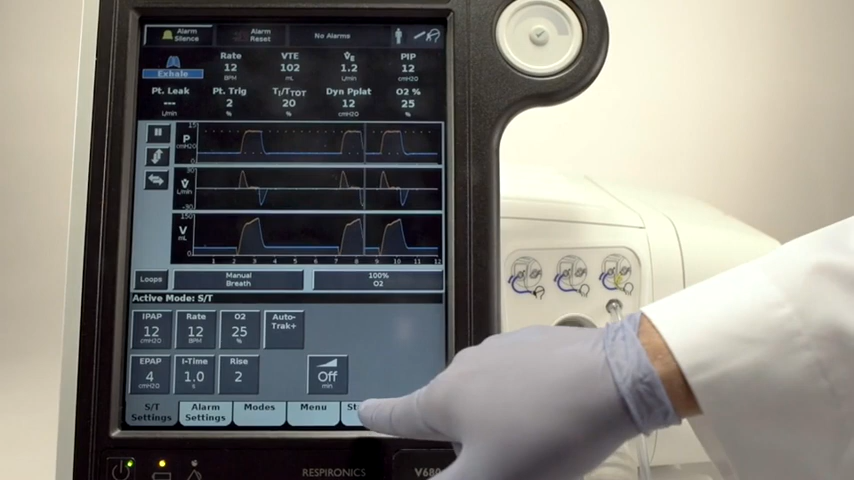 Alarm Silence
Alarm Reset
No Alarms
Exhale
Rate 12 BPM
VTE 102 mL
V̇E 1.2 L/min
PIP 12 cmH2O
Pt. Leak --- L/min
Pt. Trig 2 %
TI/TTOT 20 %
Dyn Pplat 12 cmH2O
O2 % 25 %
15
P
cmH2O
0
30
V̇
L/min
-30
150
V
mL
0
1 2 3 4 5 6 7 8 9 10 11 12
Loops
Manual Breath
100% O2
Active Mode: S/T
IPAP 12 cmH2O
Rate 12 BPM
O2 25 %
Auto-Trak+
EPAP 4 cmH2O
I-Time 1.0 s
Rise 2
Off min
S/T Settings
Alarm Settings
Modes
Menu
RESPIRONICS